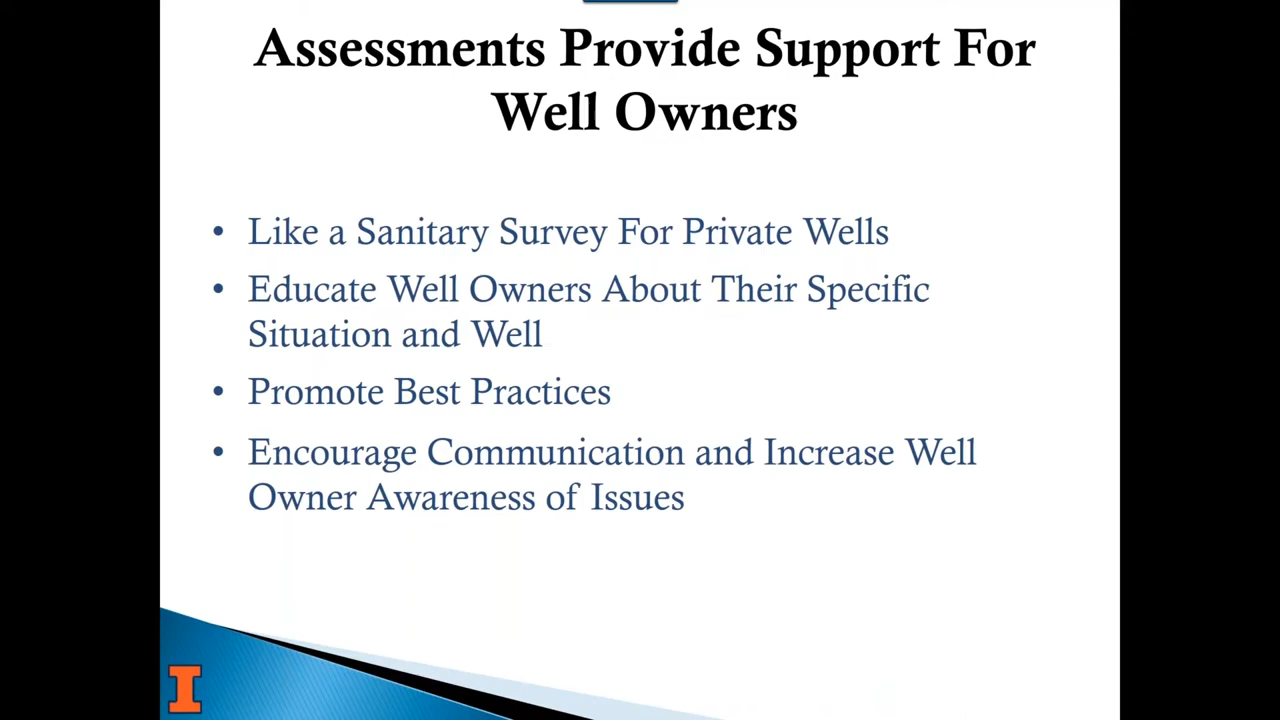 Assessments Provide Support For
Well Owners
• Like a Sanitary Survey For Private Wells
• Educate Well Owners About Their Specific
Situation and Well
• Promote Best Practices
• Encourage Communication and Increase Well
Owner Awareness of Issues
I